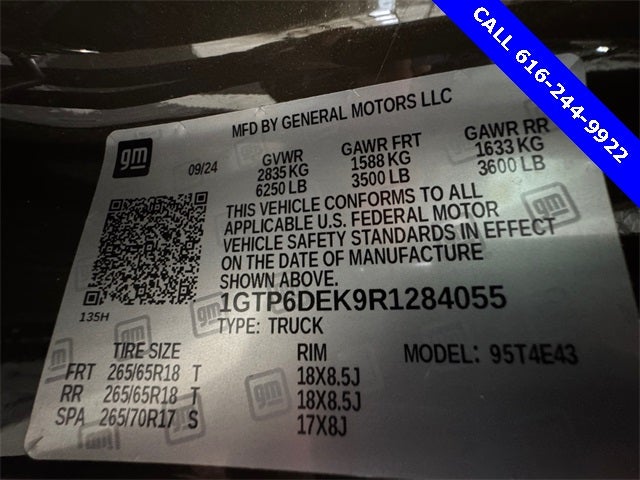 CALL 616-244-9922
MFD BY GENERAL MOTORS LLC
gm
09/24
GVWR GAWR FRT GAWR RR
2835 KG 1588 KG 1633 KG
6250 LB 3500 LB 3600 LB
THIS VEHICLE CONFORMS TO ALL
APPLICABLE U.S. FEDERAL MOTOR
VEHICLE SAFETY STANDARDS IN EFFECT
ON THE DATE OF MANUFACTURE
SHOWN ABOVE.
1GTP6DEK9R1284055
135H
TYPE: TRUCK
TIRE SIZE RIM MODEL: 95T4E43
FRT 265/65R18 T 18X8.5J
RR 265/65R18 T 18X8.5J
SPA 265/70R17 S 17X8J